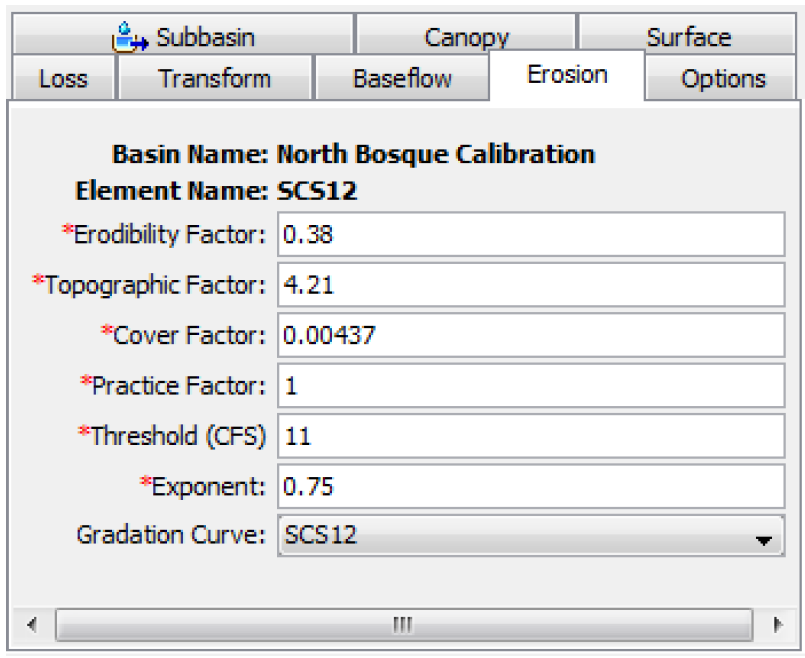 Subbasin Canopy Surface
Loss Transform Baseflow Erosion Options
Basin Name: North Bosque Calibration
Element Name: SCS12
*Erodibility Factor: 0.38
*Topographic Factor: 4.21
*Cover Factor: 0.00437
*Practice Factor: 1
*Threshold (CFS) 11
*Exponent: 0.75
Gradation Curve: SCS12